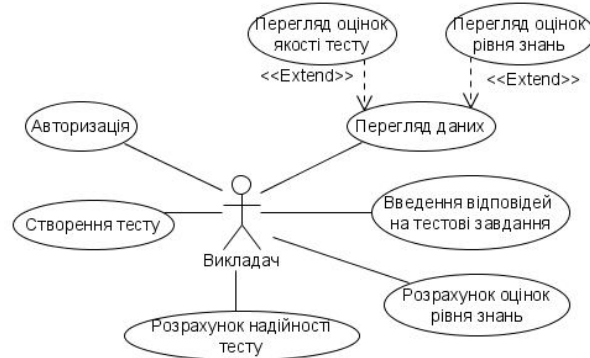 Перегляд оцінок
якості тесту
Перегляд оцінок
рівня знань
<<Extend>>
<<Extend>>
Авторизація
Перегляд даних
Створення тесту
Введення відповідей
на тестові завдання
Викладач
Розрахунок надійності
тесту
Розрахунок оцінок
рівня знань